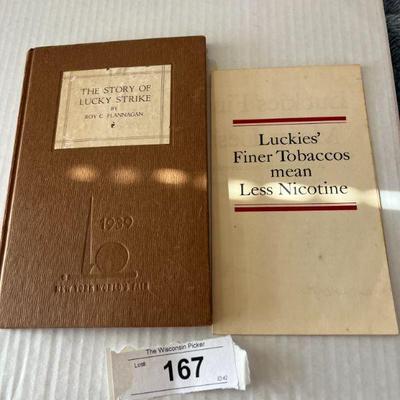 THE STORY OF
LUCKY STRIKE
BY
ROY C. FLANNAGAN
1939
NEW YORK WORLD'S FAIR
Luckies'
Finer Tobaccos
mean
Less Nicotine
The Wisconsin Picker
Lot#
167